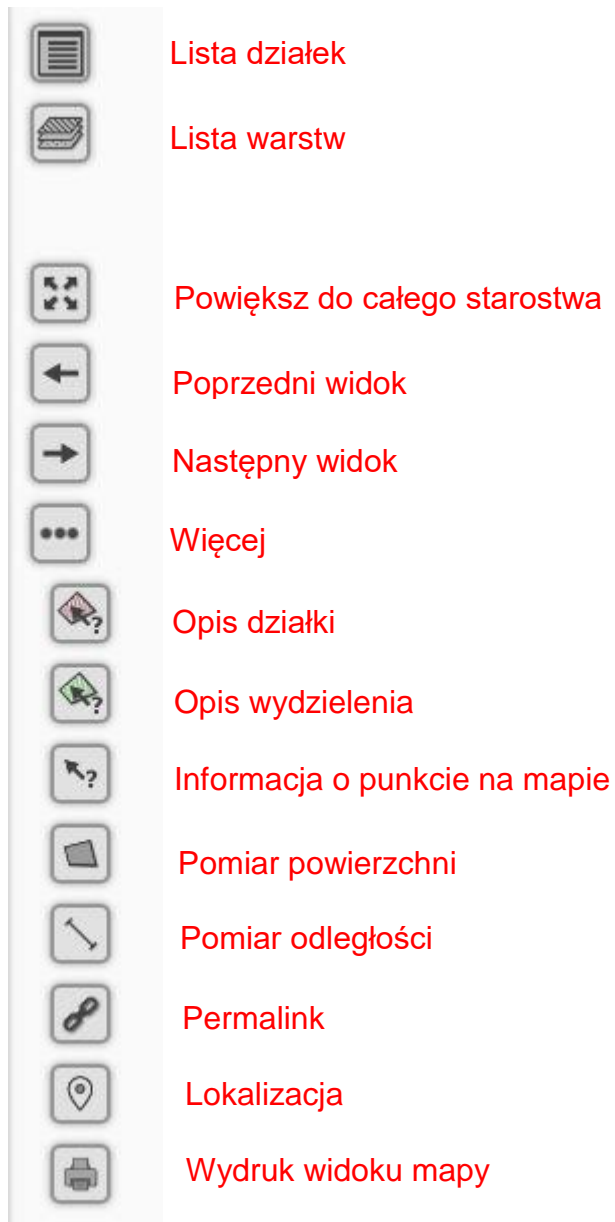 Lista działek
Lista warstw
Powiększ do całego starostwa
Poprzedni widok
Następny widok
Więcej
Opis działki
Opis wydzielenia
Informacja o punkcie na mapie
Pomiar powierzchni
Pomiar odległości
Permalink
Lokalizacja
Wydruk widoku mapy